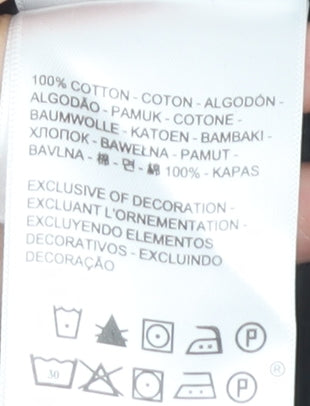 100% COTTON - COTON - ALGODÓN -
ALGODÃO - PAMUK - COTONE -
BAUMWOLLE - KATOEN - BAMBAKI -
ХЛОПОК - BAWEŁNA - PAMUT -
BAVLNA - 棉 - 면 - 綿 100% - KAPAS
EXCLUSIVE OF DECORATION -
EXCLUANT L'ORNEMENTATION -
EXCLUYENDO ELEMENTOS
DECORATIVOS - EXCLUINDO
DECORAÇÃO
P
30 P ®